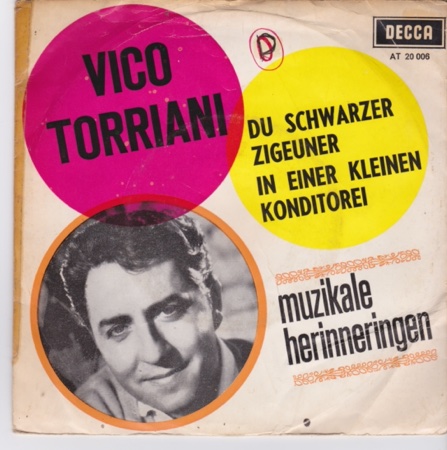 DECCA
AT 20 006
D
VICO
TORRIANI
DU SCHWARZER
ZIGEUNER
IN EINER KLEINEN
KONDITOREI
muzikale
herinneringen